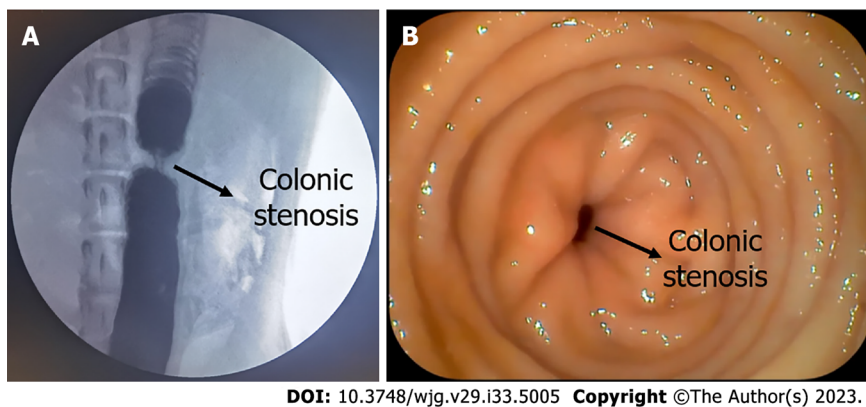 A
Colonic
stenosis
B
Colonic
stenosis
DOI: 10.3748/wjg.v29.i33.5005 Copyright ©The Author(s) 2023.